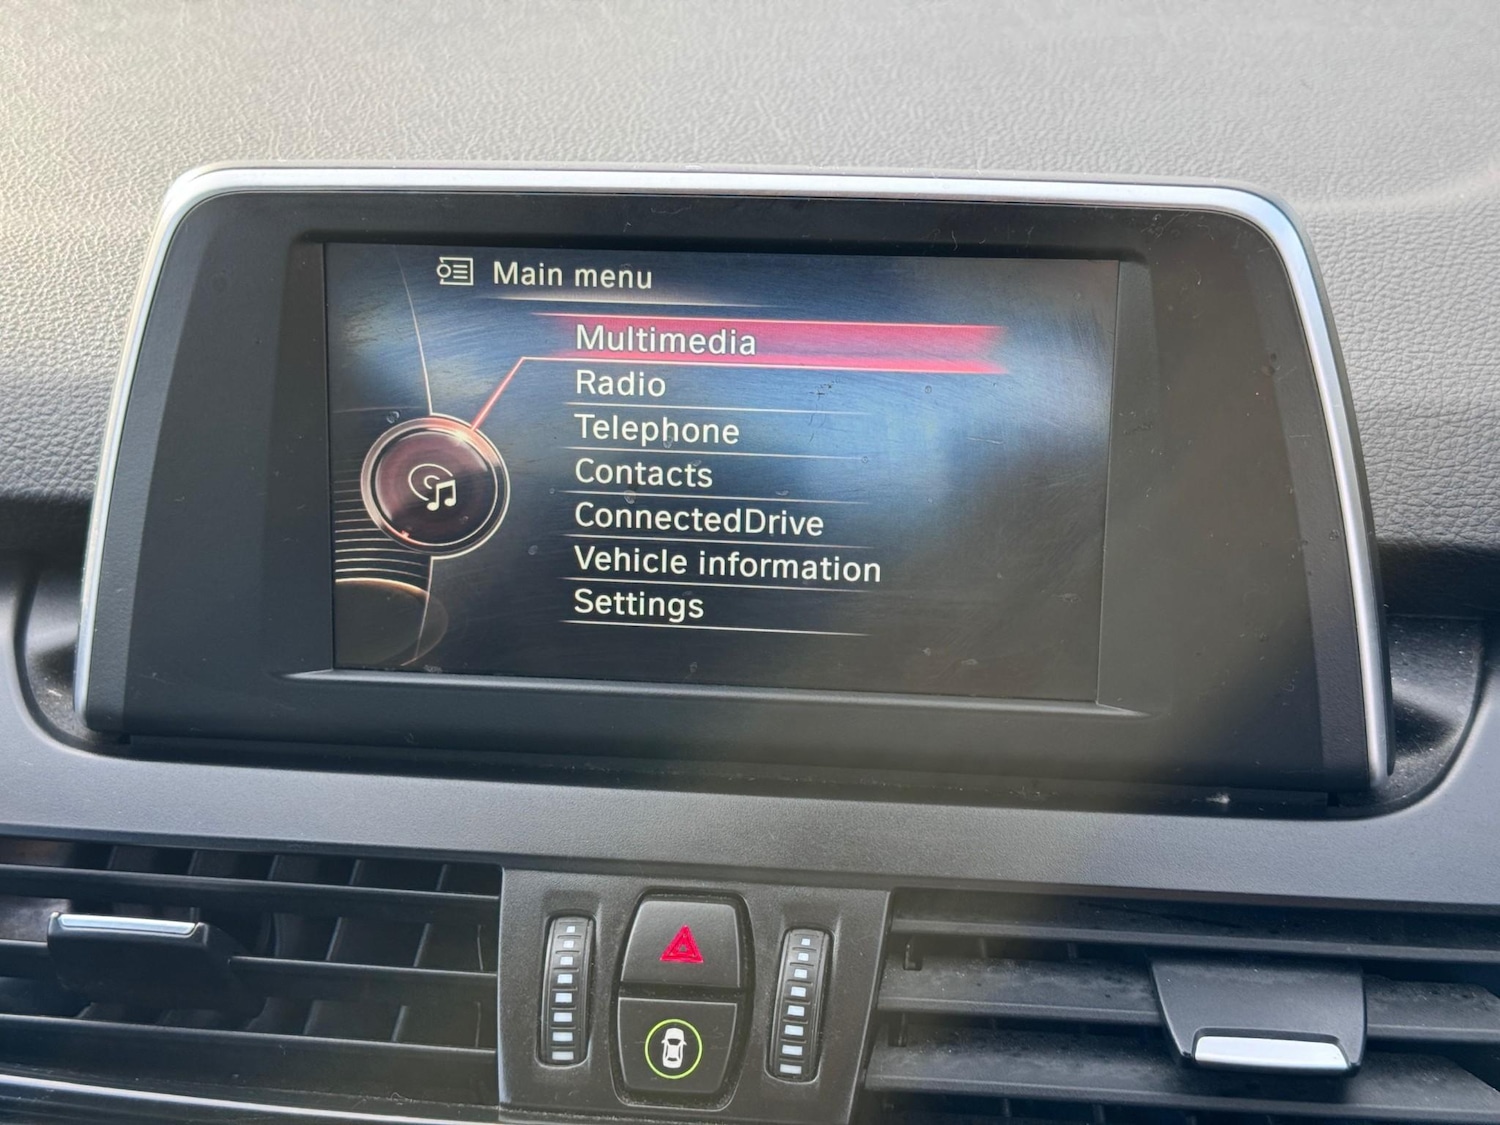 Main menu
Multimedia
Radio
Telephone
Contacts
ConnectedDrive
Vehicle information
Settings